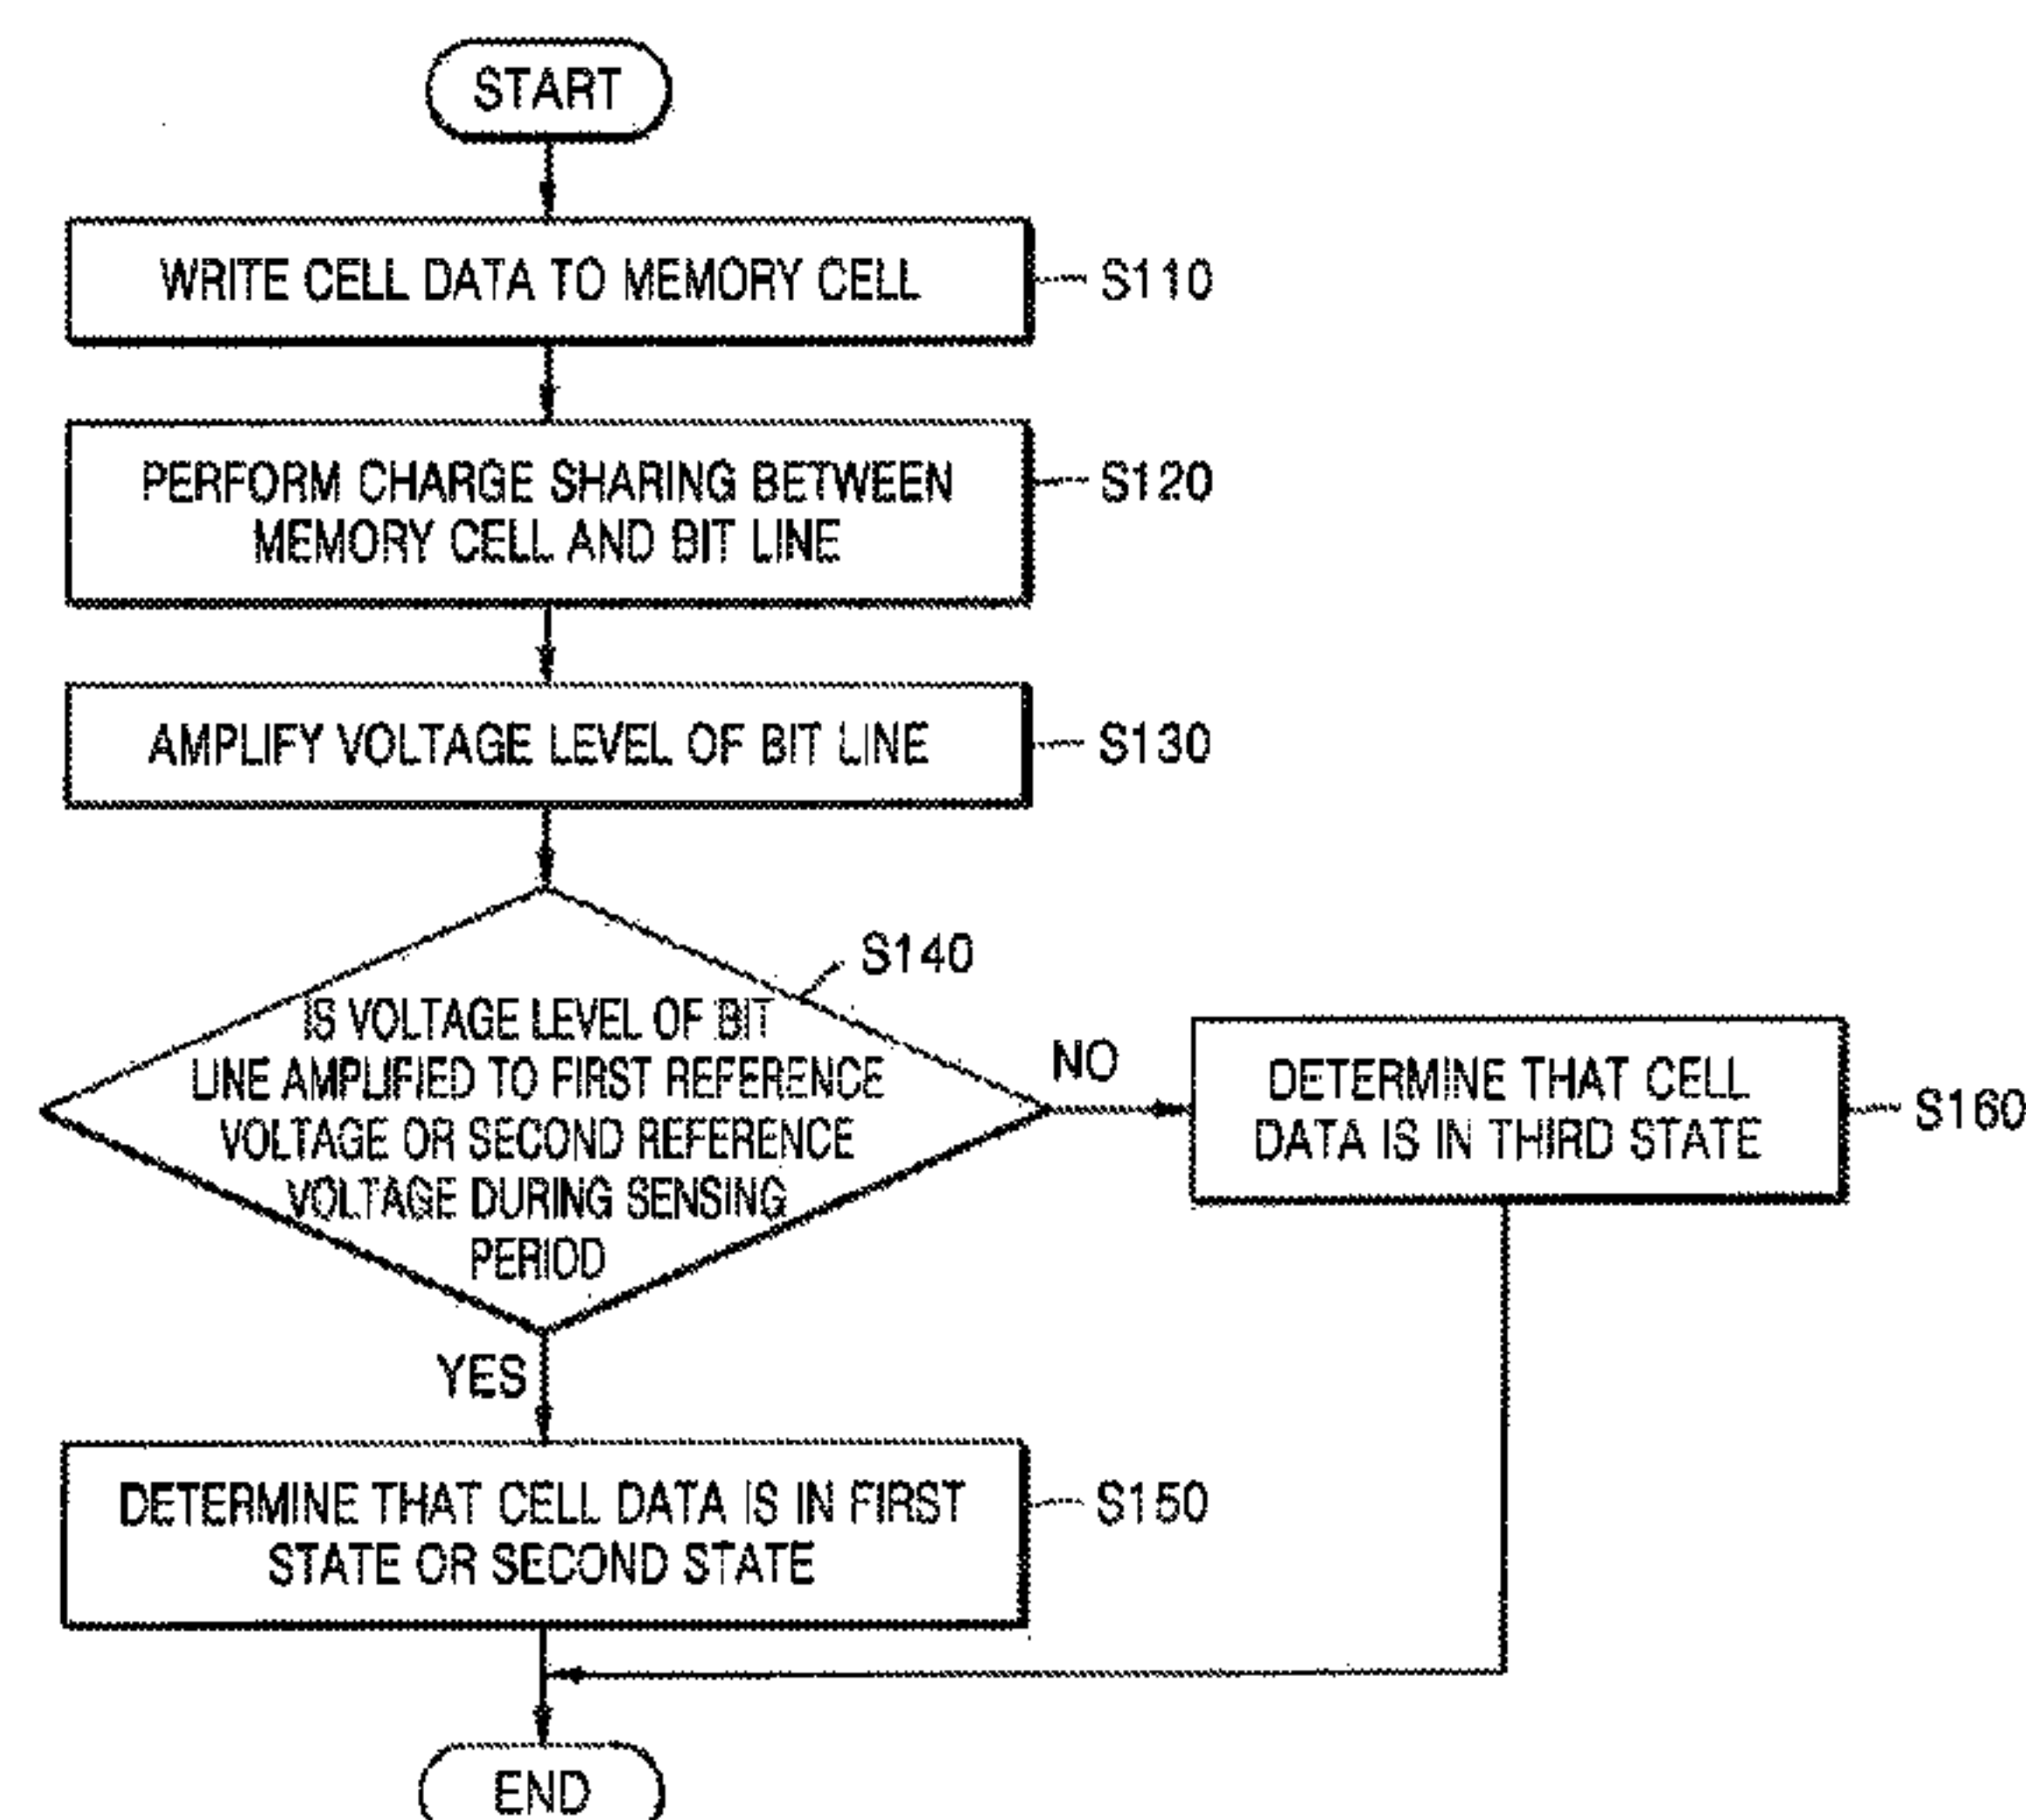 START
WRITE CELL DATA TO MEMORY CELL
S110
PERFORM CHARGE SHARING BETWEEN
MEMORY CELL AND BIT LINE
S120
AMPLIFY VOLTAGE LEVEL OF BIT LINE
S130
S140
IS VOLTAGE LEVEL OF BIT
LINE AMPLIFIED TO FIRST REFERENCE
VOLTAGE OR SECOND REFERENCE
VOLTAGE DURING SENSING
PERIOD
NO
DETERMINE THAT CELL
DATA IS IN THIRD STATE
S160
YES
DETERMINE THAT CELL DATA IS IN FIRST
STATE OR SECOND STATE
S150
END